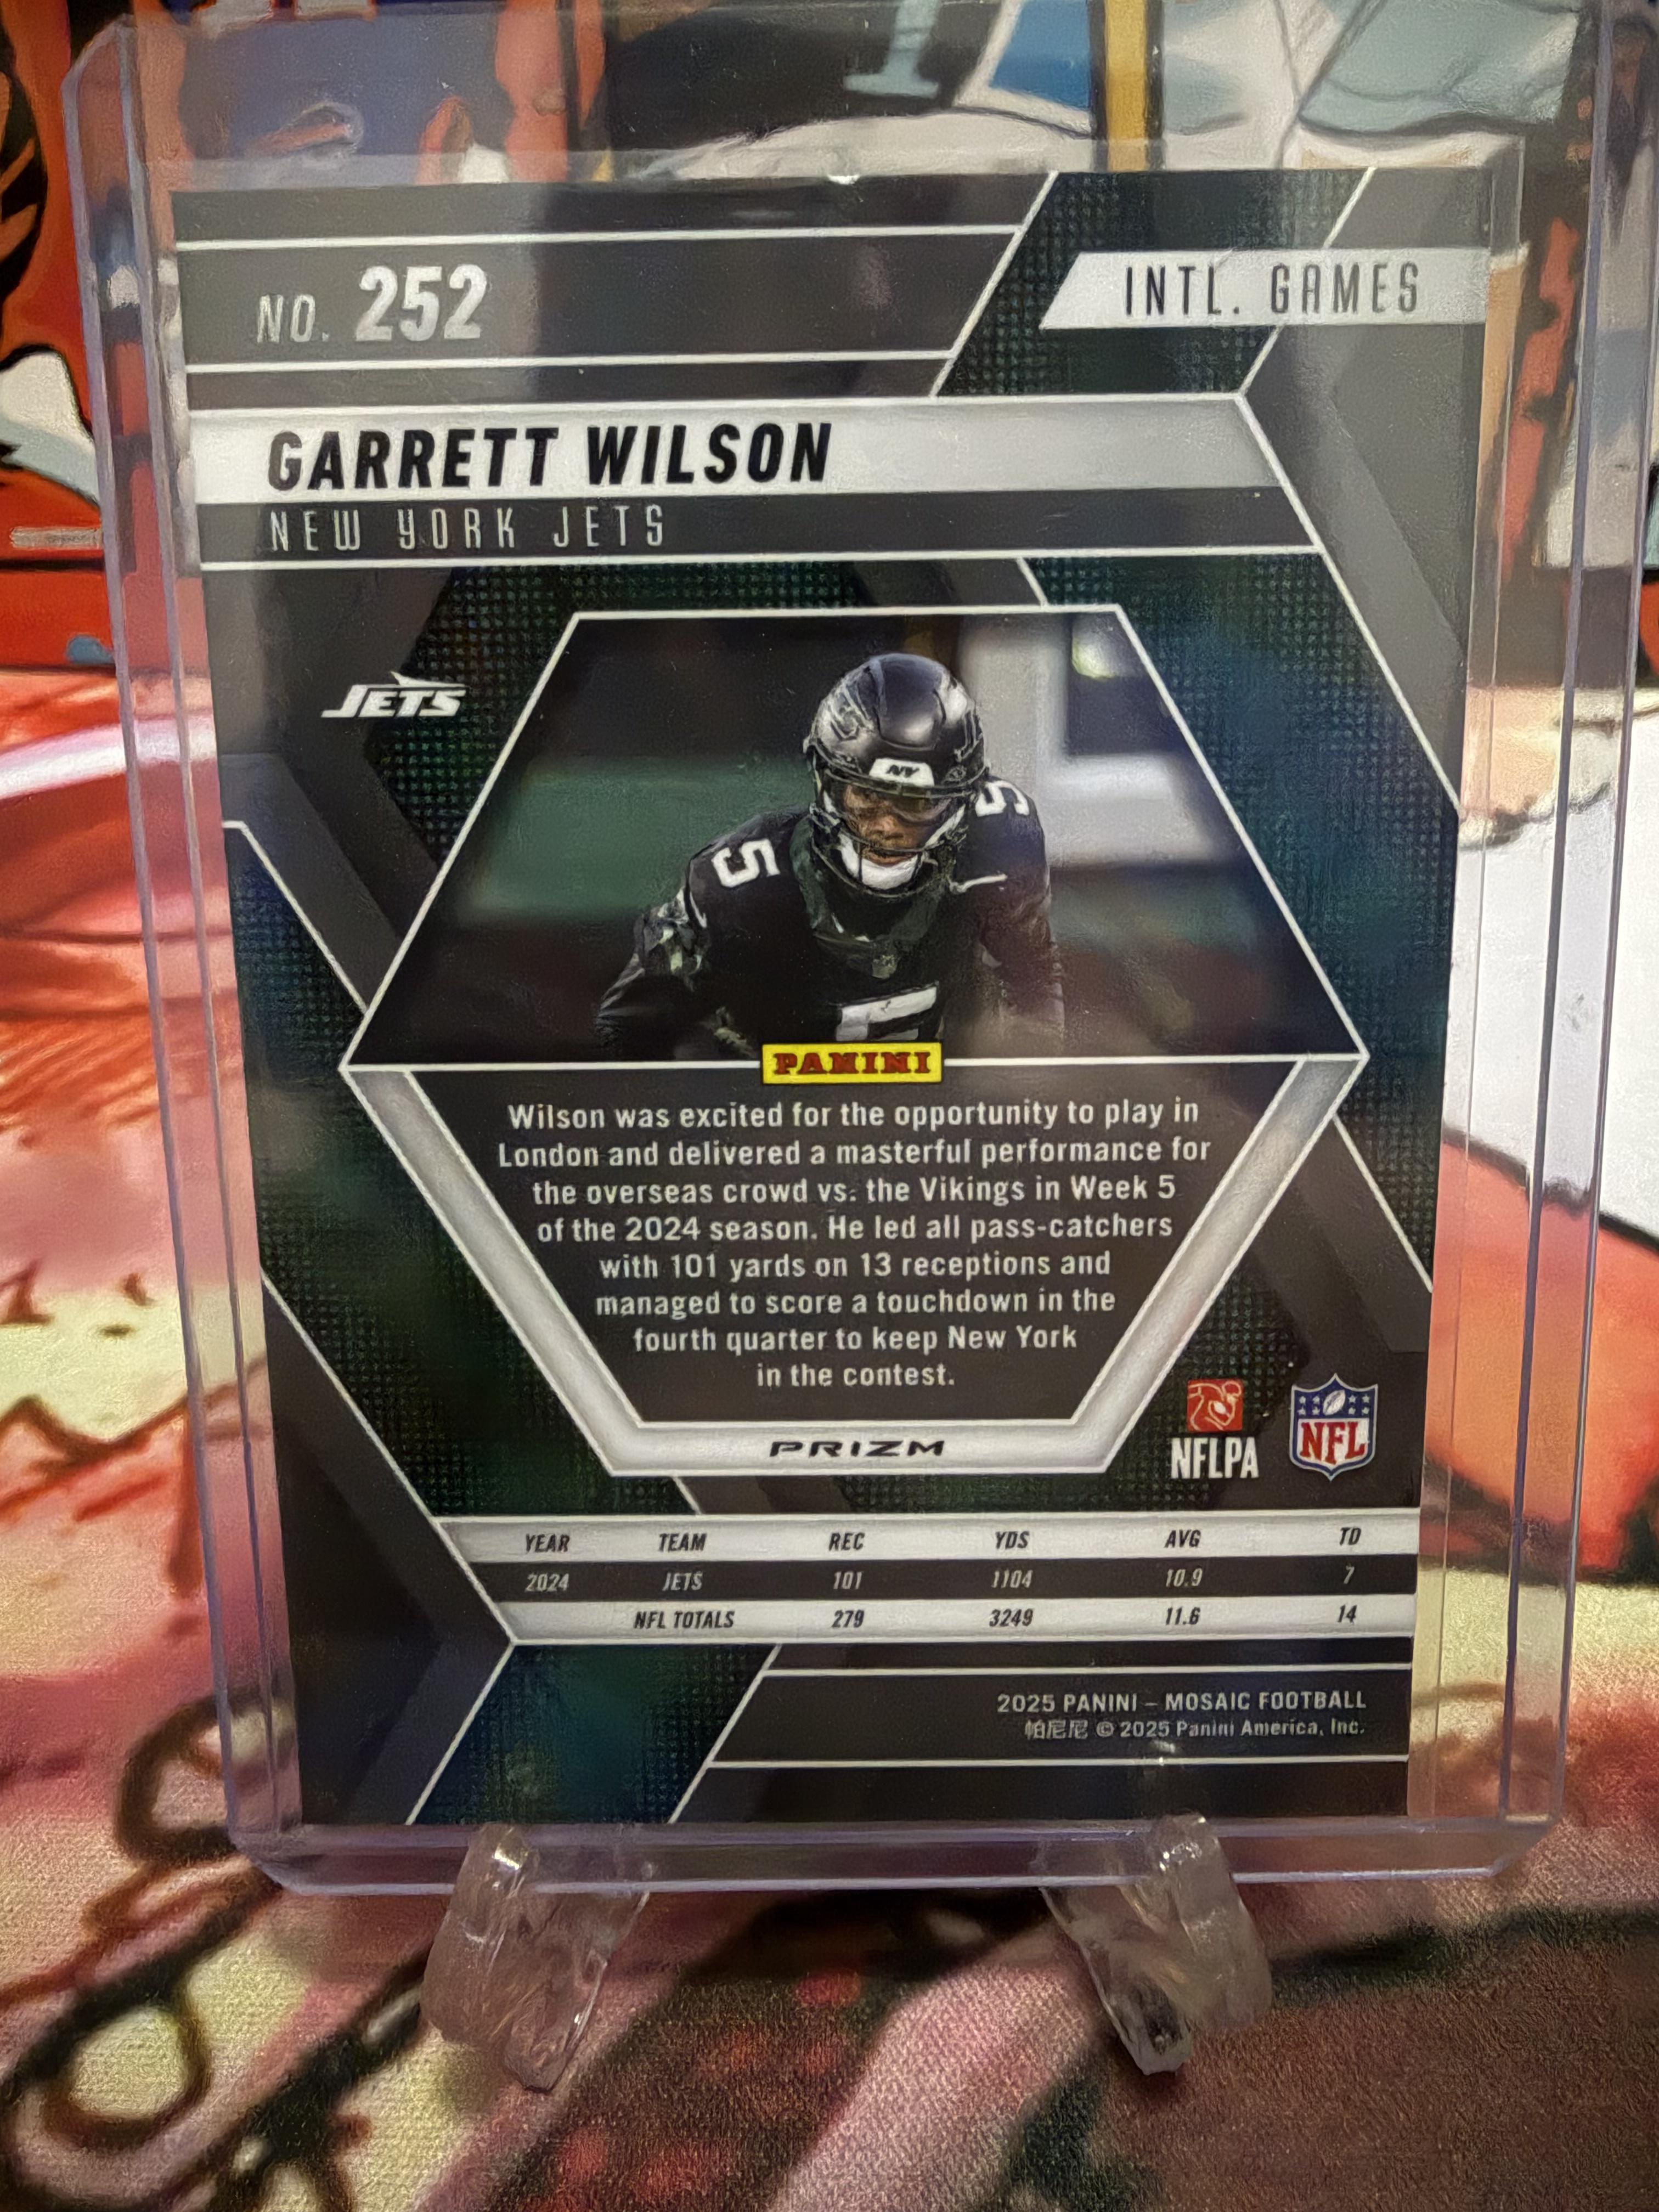 NO. 252
INTL. GAMES
GARRETT WILSON
NEW YORK JETS
JETS
NY
5
5
5
PANINI
Wilson was excited for the opportunity to play in
London and delivered a masterful performance for
the overseas crowd vs. the Vikings in Week 5
of the 2024 season. He led all pass-catchers
with 101 yards on 13 receptions and
managed to score a touchdown in the
fourth quarter to keep New York
in the contest.
PRIZM
NFLPA
NFL
YEAR TEAM REC YDS AVG TD
2024 JETS 101 1104 10.9 7
NFL TOTALS 279 3249 11.6 14
2025 PANINI – MOSAIC FOOTBALL
帕尼尼 © 2025 Panini America, Inc.